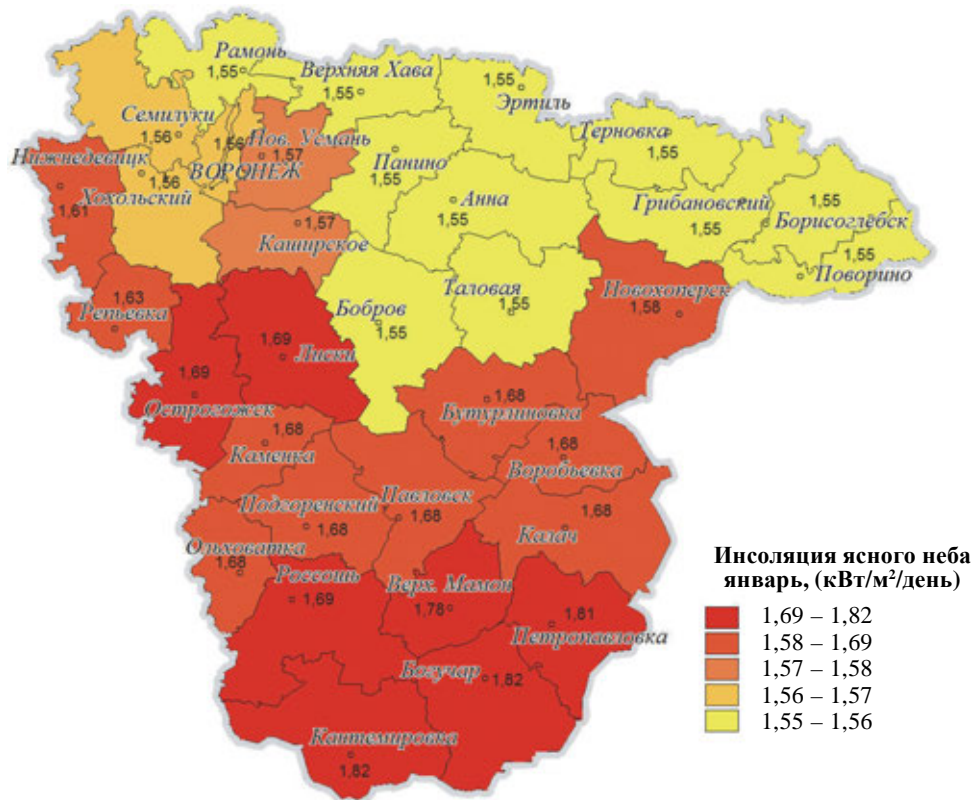 Рамонь
1,55
Верхняя Хава
1,55
1,55
Эртиль
Семилуки
1,56
1,56
Нов. Усмань
1,57
Терновка
1,55
Нижнедевицк
1,61
1,56
ВОРОНЕЖ
Хохольский
Панино
1,55
Анна
1,55
Грибановский
1,55
1,55
Борисоглебск
1,57
Каширское
1,55
Поворино
1,63
Репьевка
Бобров
1,55
Таловая
1,55
Новохоперск
1,58
1,69
Лиски
1,69
Острогожск
1,68
Бутурлиновка
1,68
Каменка
1,68
Воробьевка
Подгоренский
1,68
Павловск
1,68
1,68
Калач
Ольховатка
1,68
Россошь
1,69
Верх. Мамон
1,78
1,81
Петропавловка
Богучар
1,82
Кантемировка
1,82
Инсоляция ясного неба
январь, (кВт/м²/день)
1,69 – 1,82
1,58 – 1,69
1,57 – 1,58
1,56 – 1,57
1,55 – 1,56